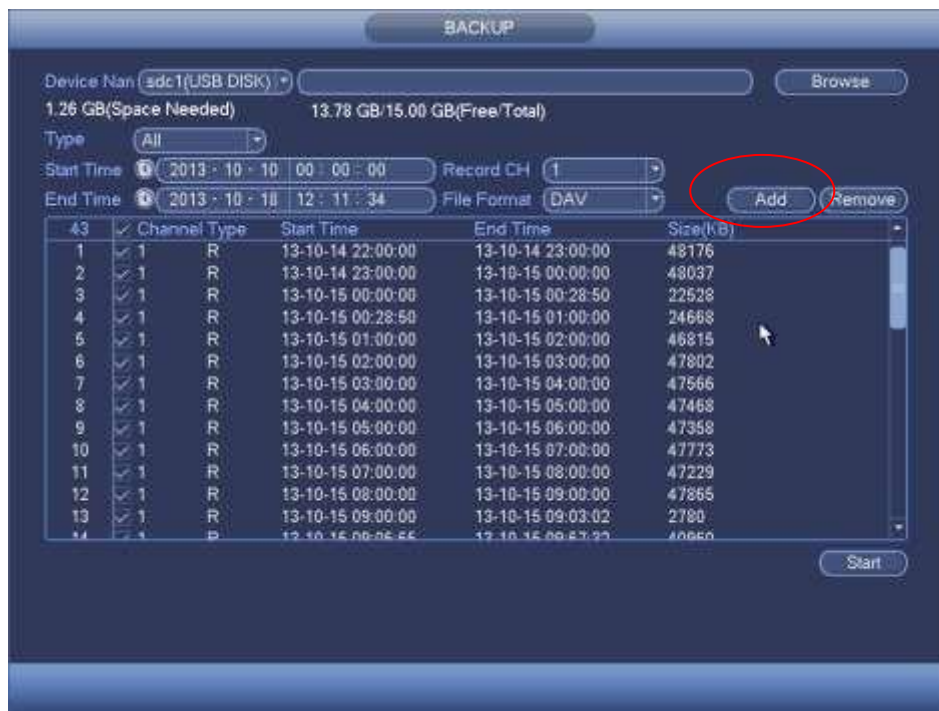 BACKUP
Device Nan sdc1(USB DISK) Browse
1.26 GB(Space Needed) 13.78 GB/15.00 GB(Free/Total)
Type All
Start Time 2013 - 10 - 10 00 : 00 : 00 Record CH 1
End Time 2013 - 10 - 18 12 : 11 : 34 File Format DAV Add Remove
43 Channel Type Start Time End Time Size(KB)
1 1 R 13-10-14 22:00:00 13-10-14 23:00:00 48176
2 1 R 13-10-14 23:00:00 13-10-15 00:00:00 48037
3 1 R 13-10-15 00:00:00 13-10-15 00:28:50 22528
4 1 R 13-10-15 00:28:50 13-10-15 01:00:00 24668
5 1 R 13-10-15 01:00:00 13-10-15 02:00:00 46815
6 1 R 13-10-15 02:00:00 13-10-15 03:00:00 47802
7 1 R 13-10-15 03:00:00 13-10-15 04:00:00 47566
8 1 R 13-10-15 04:00:00 13-10-15 05:00:00 47468
9 1 R 13-10-15 05:00:00 13-10-15 06:00:00 47358
10 1 R 13-10-15 06:00:00 13-10-15 07:00:00 47773
11 1 R 13-10-15 07:00:00 13-10-15 08:00:00 47229
12 1 R 13-10-15 08:00:00 13-10-15 09:00:00 47865
13 1 R 13-10-15 09:00:00 13-10-15 09:03:02 2780
Start